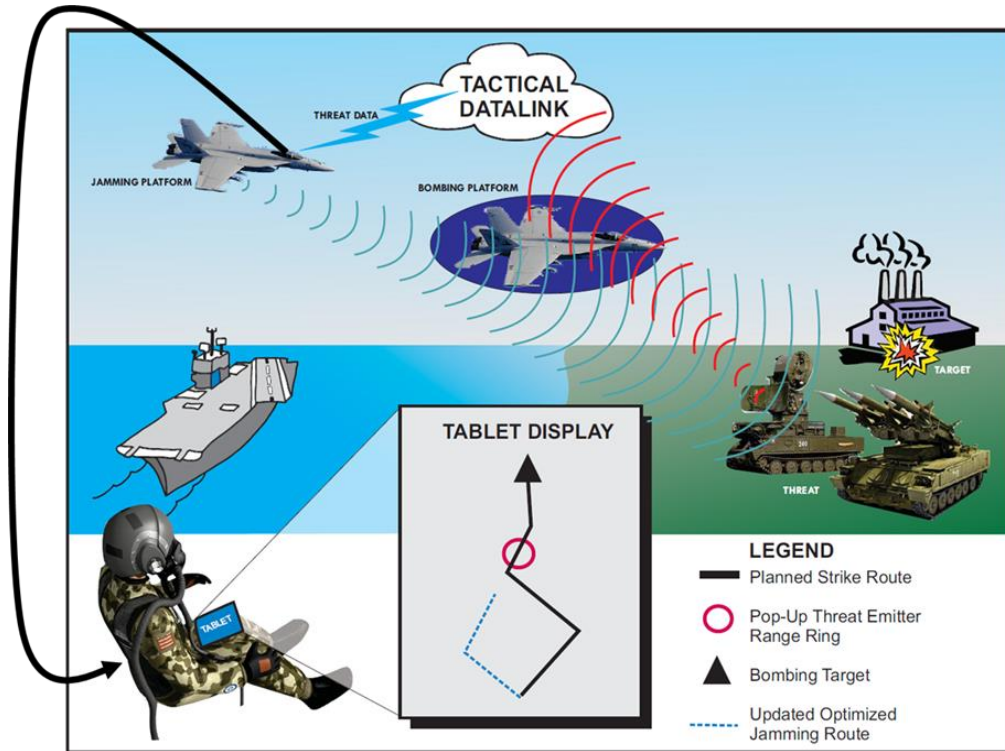 TACTICAL
DATALINK
THREAT DATA
JAMMING PLATFORM
BOMBING PLATFORM
TARGET
THREAT
TABLET DISPLAY
TABLET
LEGEND
Planned Strike Route
Pop-Up Threat Emitter
Range Ring
Bombing Target
Updated Optimized
Jamming Route